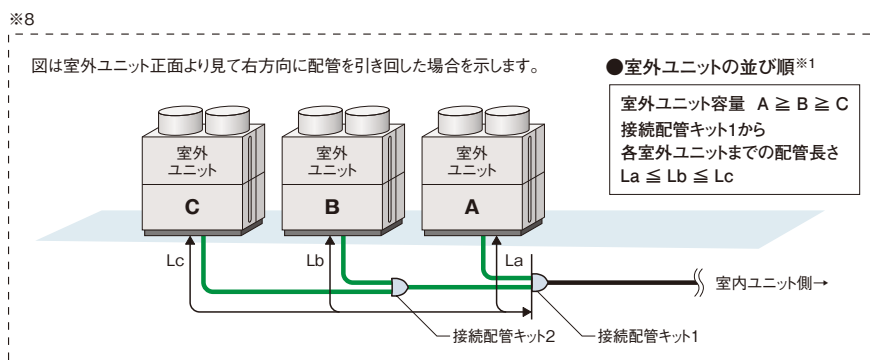 ※8
図は室外ユニット正面より見て右方向に配管を引き回した場合を示します。
●室外ユニットの並び順※1
室外ユニット容量 A ≧ B ≧ C
接続配管キット1から
各室外ユニットまでの配管長さ
La ≦ Lb ≦ Lc
室外
ユニット
C
室外
ユニット
B
室外
ユニット
A
Lc
Lb
La
室内ユニット側→
接続配管キット2
接続配管キット1